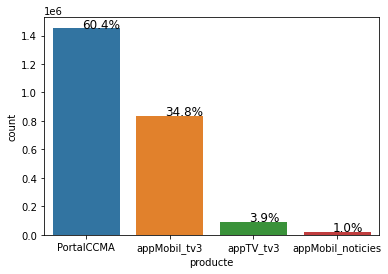 1e6
1.4
1.2
1.0
0.8
0.6
0.4
0.2
0.0
count
60.4%
34.8%
3.9%
1.0%
PortalCCMA
appMobil_tv3
appTV_tv3
appMobil_noticies
producte